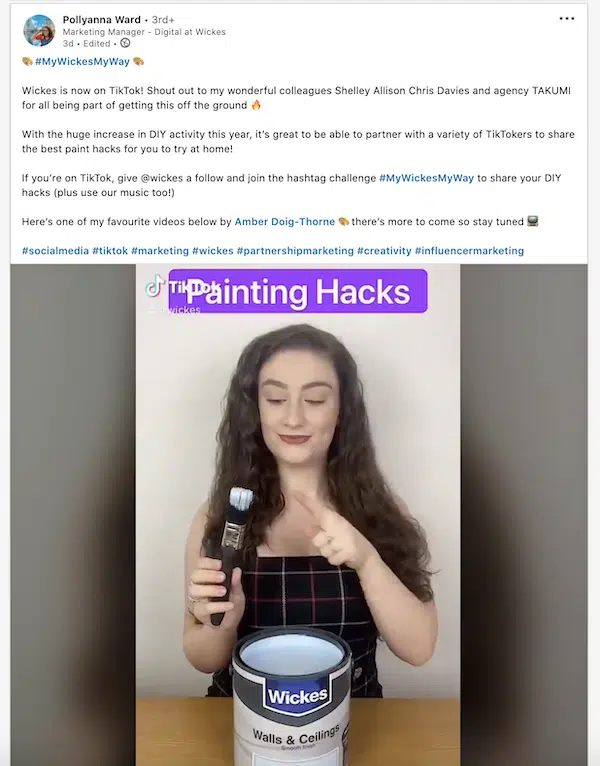 Pollyanna Ward • 3rd+
Marketing Manager - Digital at Wickes
3d • Edited •
🎨 #MyWickesMyWay 🎨
Wickes is now on TikTok! Shout out to my wonderful colleagues Shelley Allison Chris Davies and agency TAKUMI
for all being part of getting this off the ground 🔥
With the huge increase in DIY activity this year, it's great to be able to partner with a variety of TikTokers to share
the best paint hacks for you to try at home!
If you're on TikTok, give @wickes a follow and join the hashtag challenge #MyWickesMyWay to share your DIY
hacks (plus use our music too!)
Here's one of my favourite videos below by Amber Doig-Thorne 🎨 there's more to come so stay tuned 📺
#socialmedia #tiktok #marketing #wickes #partnershipmarketing #creativity #influencermarketing
TikTok
Painting Hacks
wickes
Wickes
Walls & Ceilings
Smooth finish